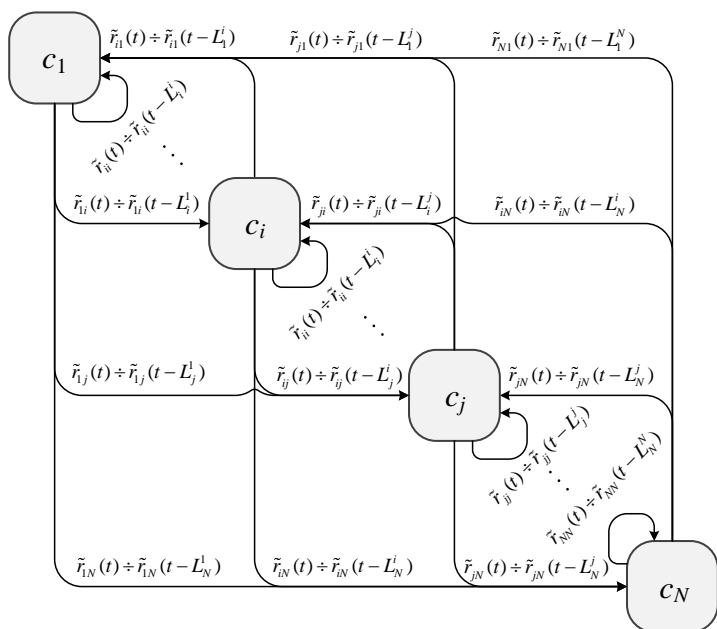 r̃_{i1}(t) ÷ r̃_{i1}(t − L_1^i)
r̃_{j1}(t) ÷ r̃_{j1}(t − L_1^j)
r̃_{N1}(t) ÷ r̃_{N1}(t − L_1^N)
c_1
r̃_{ii}(t) ÷ r̃_{ii}(t − L_i^i)
⋱
r̃_{1i}(t) ÷ r̃_{1i}(t − L_i^1)
c_i
r̃_{ji}(t) ÷ r̃_{ji}(t − L_i^j)
r̃_{iN}(t) ÷ r̃_{iN}(t − L_N^i)
r̃_{ii}(t) ÷ r̃_{ii}(t − L_i^i)
⋱
r̃_{1j}(t) ÷ r̃_{1j}(t − L_j^1)
r̃_{ij}(t) ÷ r̃_{ij}(t − L_j^i)
c_j
r̃_{jN}(t) ÷ r̃_{jN}(t − L_N^j)
r̃_{jj}(t) ÷ r̃_{jj}(t − L_j^j)
⋱
r̃_{NN}(t) ÷ r̃_{NN}(t − L_N^N)
r̃_{1N}(t) ÷ r̃_{1N}(t − L_N^1)
r̃_{iN}(t) ÷ r̃_{iN}(t − L_N^i)
r̃_{jN}(t) ÷ r̃_{jN}(t − L_N^j)
c_N